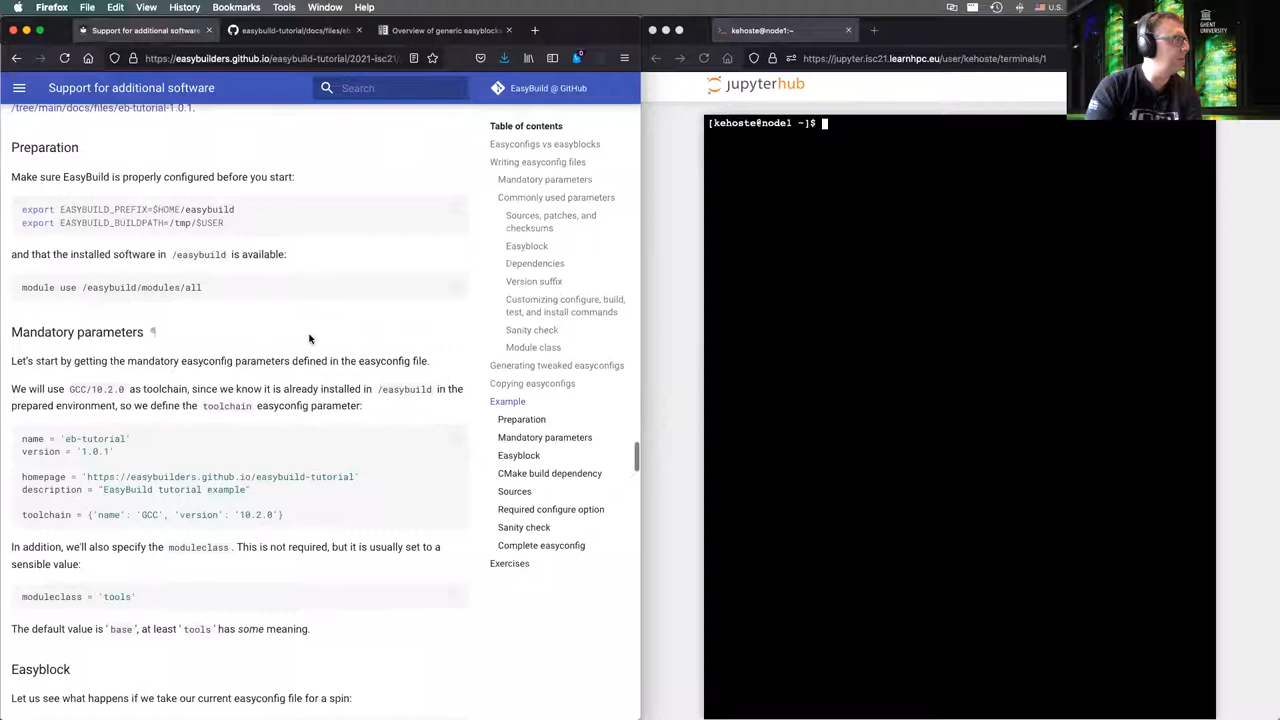 Firefox File Edit View History Bookmarks Tools Window Help
Support for additional software
easybuild-tutorial/docs/files/eb
Overview of generic easyblocks
kehoste@node1:~
GHENT
UNIVERSITY
https://easybuilders.github.io/easybuild-tutorial/2021-isc21/
https://jupyter.isc21.learnhpc.eu/user/kehoste/terminals/1
Support for additional software
Search
EasyBuild @ GitHub
jupyterhub
/tree/main/docs/files/eb-tutorial-1.0.1.
Preparation
Make sure EasyBuild is properly configured before you start:
export EASYBUILD_PREFIX=$HOME/easybuild
export EASYBUILD_BUILDPATH=/tmp/$USER
and that the installed software in /easybuild is available:
module use /easybuild/modules/all
Mandatory parameters ¶
Let's start by getting the mandatory easyconfig parameters defined in the easyconfig file.
We will use GCC/10.2.0 as toolchain, since we know it is already installed in /easybuild in the
prepared environment, so we define the toolchain easyconfig parameter:
name = 'eb-tutorial'
version = '1.0.1'
homepage = 'https://easybuilders.github.io/easybuild-tutorial'
description = "EasyBuild tutorial example"
toolchain = {'name': 'GCC', 'version': '10.2.0'}
In addition, we'll also specify the moduleclass. This is not required, but it is usually set to a
sensible value:
moduleclass = 'tools'
The default value is 'base', at least 'tools' has some meaning.
Easyblock
Let us see what happens if we take our current easyconfig file for a spin:
Table of contents
Easyconfigs vs easyblocks
Writing easyconfig files
Mandatory parameters
Commonly used parameters
Sources, patches, and
checksums
Easyblock
Dependencies
Version suffix
Customizing configure, build,
test, and install commands
Sanity check
Module class
Generating tweaked easyconfigs
Copying easyconfigs
Example
Preparation
Mandatory parameters
Easyblock
CMake build dependency
Sources
Required configure option
Sanity check
Complete easyconfig
Exercises
[kehoste@node1 ~]$